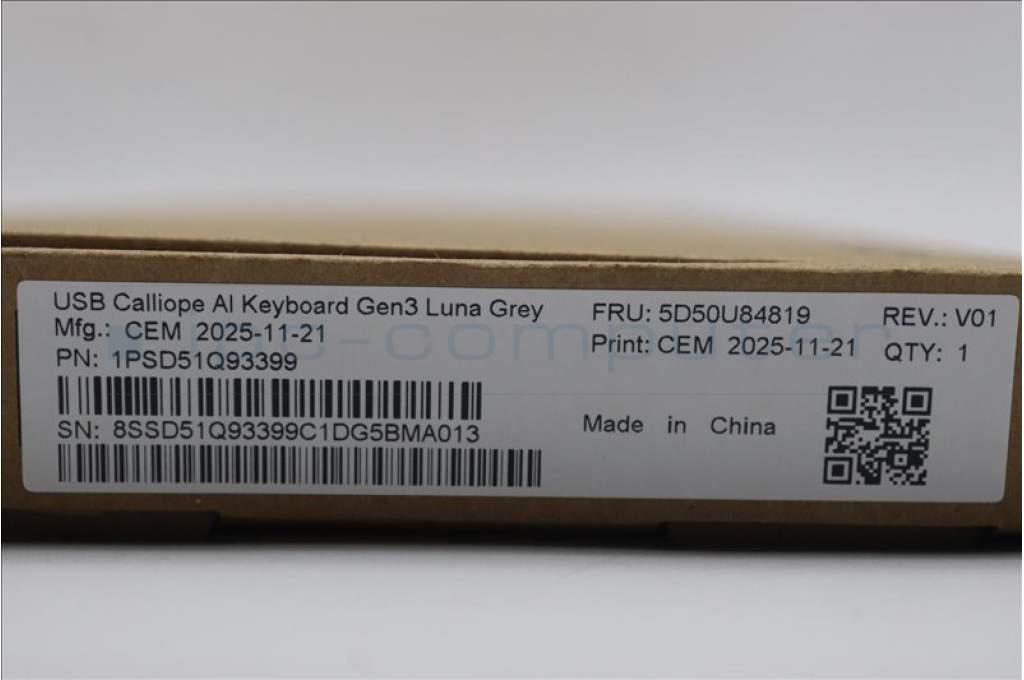 USB Calliope AI Keyboard Gen3 Luna Grey
Mfg.: CEM 2025-11-21
PN: 1PSD51Q93399
SN: 8SSD51Q93399C1DG5BMA013
FRU: 5D50U84819
REV.: V01
Print: CEM 2025-11-21
QTY: 1
Made in China
-computer